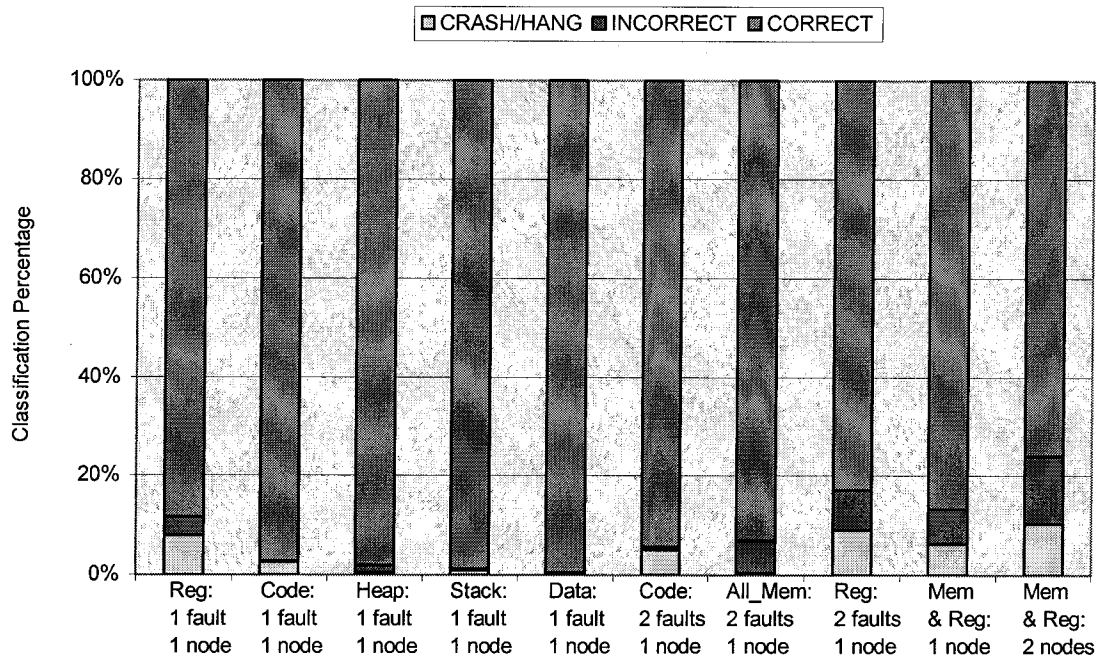 CRASH/HANG INCORRECT CORRECT
100%
80%
60%
40%
20%
0%
Classification Percentage
Reg: 1 fault 1 node
Code: 1 fault 1 node
Heap: 1 fault 1 node
Stack: 1 fault 1 node
Data: 1 fault 1 node
Code: 2 faults 1 node
All_Mem: 2 faults 1 node
Reg: 2 faults 1 node
Mem & Reg: 1 node
Mem & Reg: 2 nodes